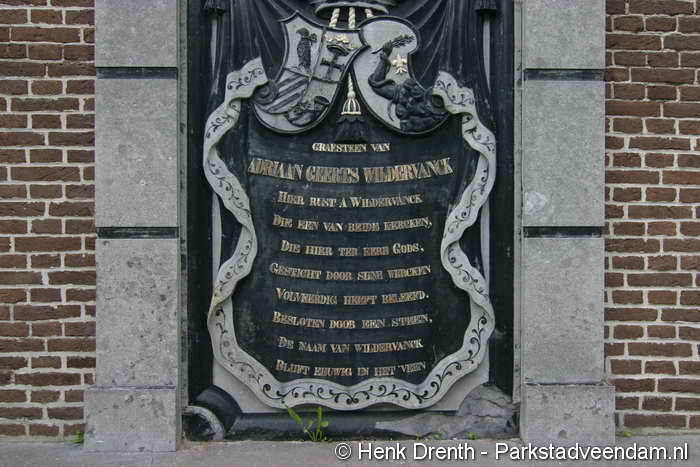 GRAFSTEEN VAN
ADRIAAN GEERTS WILDERVANCK
HIER RUST A WILDERVANCK
DIE EEN VAN BEIDE KERCKEN,
DIE HIER TER EERE GODS,
GESTICHT DOOR SIJNE WERCKEN
VOLVEERDIG HEEFT BELEEFD.
BESLOTEN DOOR EEN STEEN,
DE NAAM VAN WILDERVANCK
BLIJFT EEUWIG IN HET VEEN
© Henk Drenth - Parkstadveendam.nl